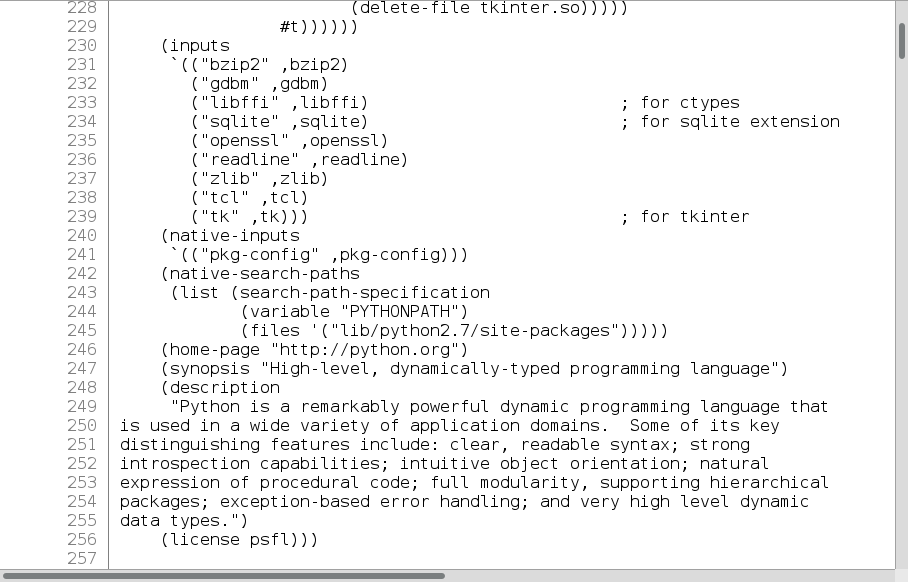 228                         (delete-file tkinter.so)))))
229                  #t))))))
230     (inputs
231      `(("bzip2" ,bzip2)
232        ("gdbm" ,gdbm)
233        ("libffi" ,libffi)                         ; for ctypes
234        ("sqlite" ,sqlite)                         ; for sqlite extension
235        ("openssl" ,openssl)
236        ("readline" ,readline)
237        ("zlib" ,zlib)
238        ("tcl" ,tcl)
239        ("tk" ,tk)))                               ; for tkinter
240     (native-inputs
241      `(("pkg-config" ,pkg-config)))
242     (native-search-paths
243      (list (search-path-specification
244             (variable "PYTHONPATH")
245             (files '("lib/python2.7/site-packages")))))
246     (home-page "http://python.org")
247     (synopsis "High-level, dynamically-typed programming language")
248     (description
249      "Python is a remarkably powerful dynamic programming language that
250 is used in a wide variety of application domains.  Some of its key
251 distinguishing features include: clear, readable syntax; strong
252 introspection capabilities; intuitive object orientation; natural
253 expression of procedural code; full modularity, supporting hierarchical
254 packages; exception-based error handling; and very high level dynamic
255 data types.")
256     (license psfl)))
257